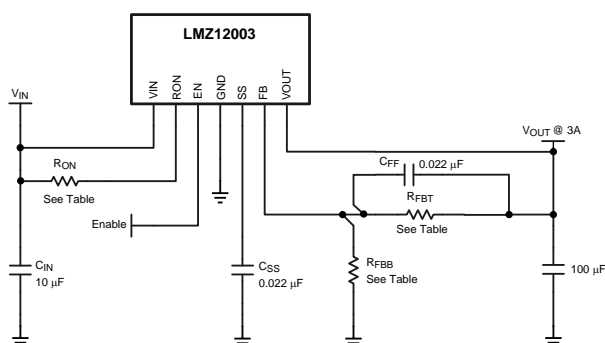 LMZ12003
VIN
RON
EN
GND
SS
FB
VOUT
VIN
VOUT @ 3A
RON
See Table
CFF
0.022 μF
RFBT
See Table
Enable
CIN
10 μF
CSS
0.022 μF
RFBB
See Table
100 μF